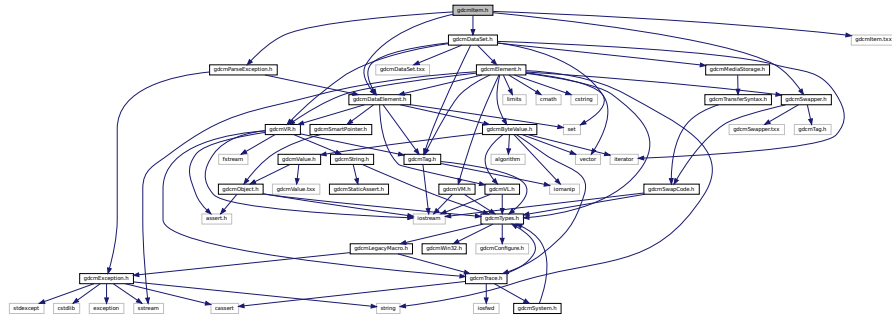 gdcmItem.h
gdcmDataSet.h
gdcmItem.txx
gdcmParseException.h
gdcmDataSet.txx
gdcmElement.h
gdcmMediaStorage.h
gdcmDataElement.h
limits
cmath
cstring
gdcmTransferSyntax.h
gdcmSwapper.h
gdcmVR.h
gdcmSmartPointer.h
gdcmByteValue.h
set
gdcmSwapper.txx
gdcmTag.h
fstream
gdcmValue.h
gdcmString.h
gdcmTag.h
algorithm
vector
iterator
gdcmObject.h
gdcmValue.txx
gdcmStaticAssert.h
gdcmVM.h
gdcmVL.h
iomanip
gdcmSwapCode.h
assert.h
iostream
gdcmTypes.h
gdcmLegacyMacro.h
gdcmWin32.h
gdcmConfigure.h
gdcmException.h
gdcmTrace.h
stdexcept
cstdlib
exception
sstream
cassert
string
iosfwd
gdcmSystem.h